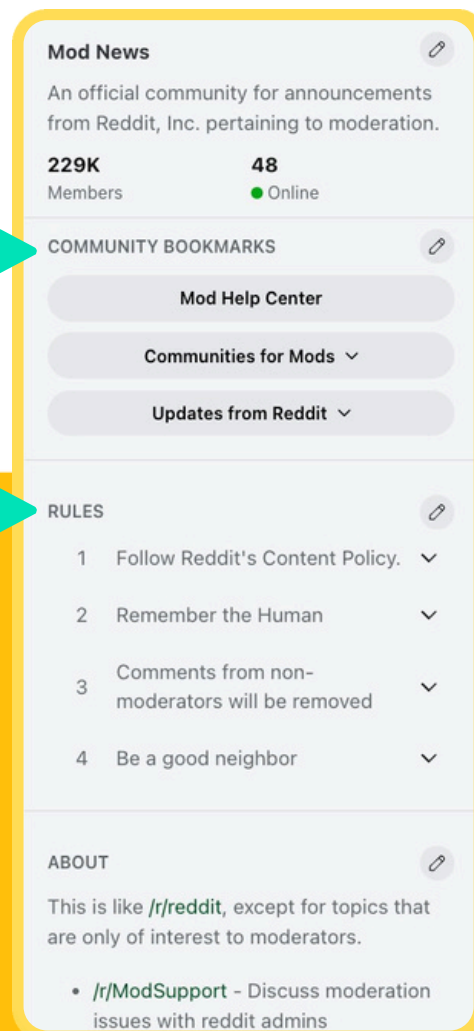 Mod News
An official community for announcements
from Reddit, Inc. pertaining to moderation.
229K 48
Members Online
COMMUNITY BOOKMARKS
Mod Help Center
Communities for Mods
Updates from Reddit
RULES
1 Follow Reddit's Content Policy.
2 Remember the Human
3 Comments from non-
moderators will be removed
4 Be a good neighbor
ABOUT
This is like /r/reddit, except for topics that
are only of interest to moderators.
• /r/ModSupport - Discuss moderation
issues with reddit admins